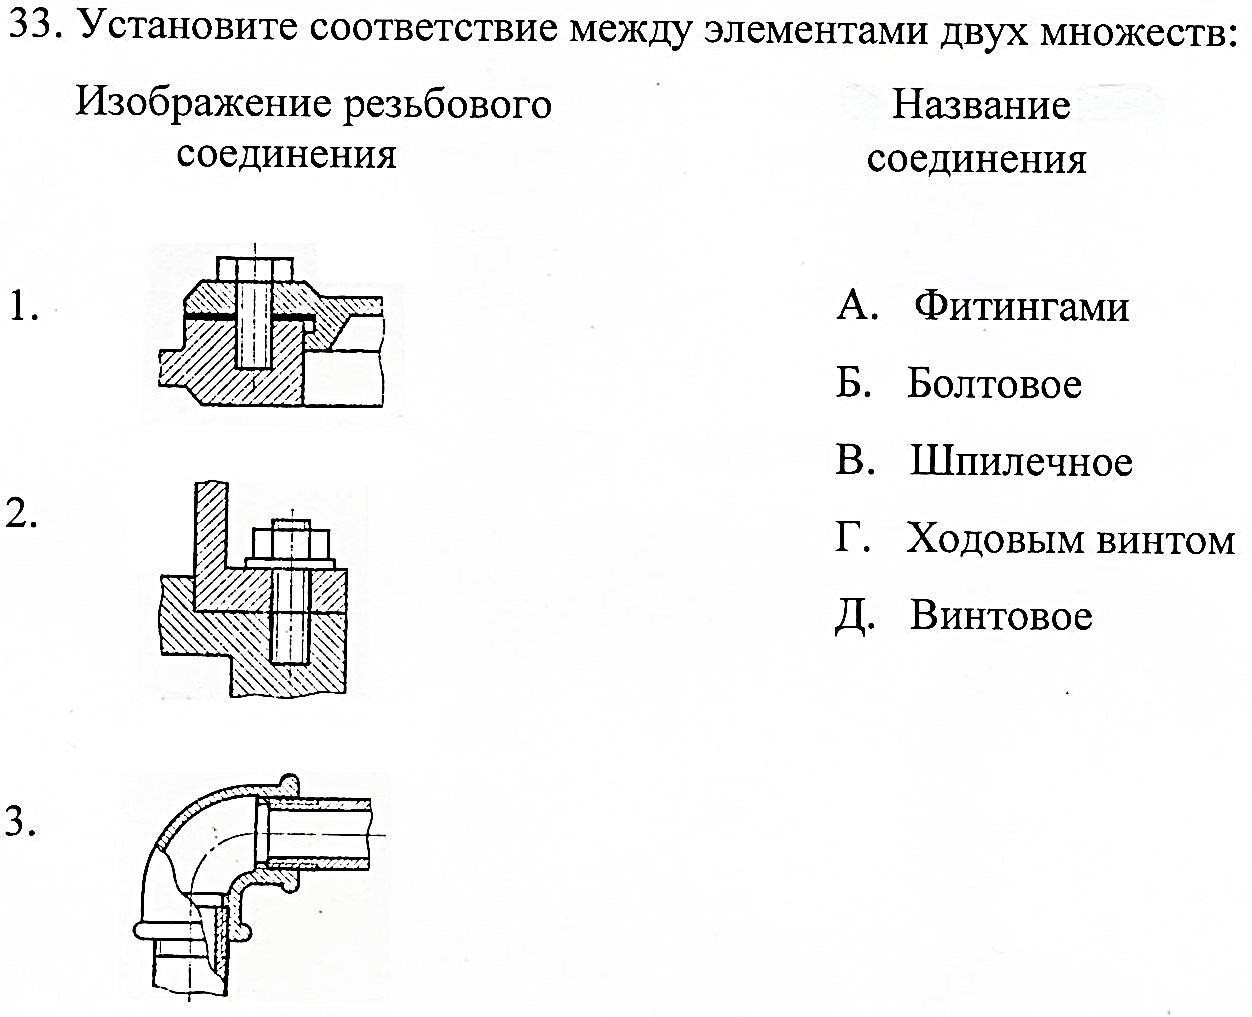 33. Установите соответствие между элементами двух множеств:
Изображение резьбового
соединения
Название
соединения
1.
2.
3.
А. Фитингами
Б. Болтовое
В. Шпилечное
Г. Ходовым винтом
Д. Винтовое